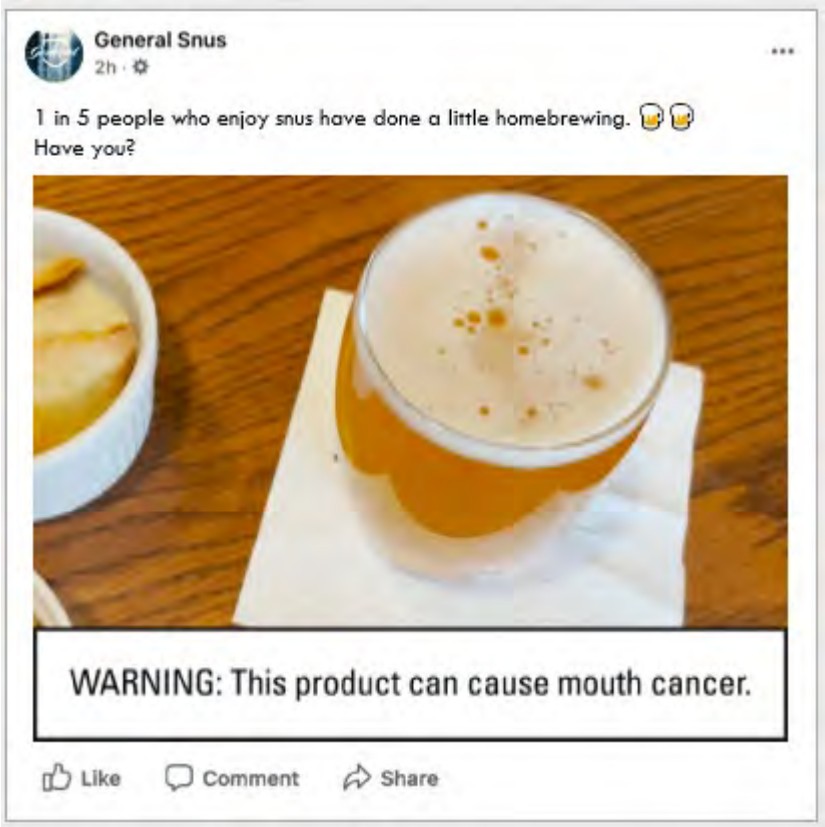 General Snus
2h ·
1 in 5 people who enjoy snus have done a little homebrewing. 🍺🍺
Have you?
WARNING: This product can cause mouth cancer.
Like Comment Share